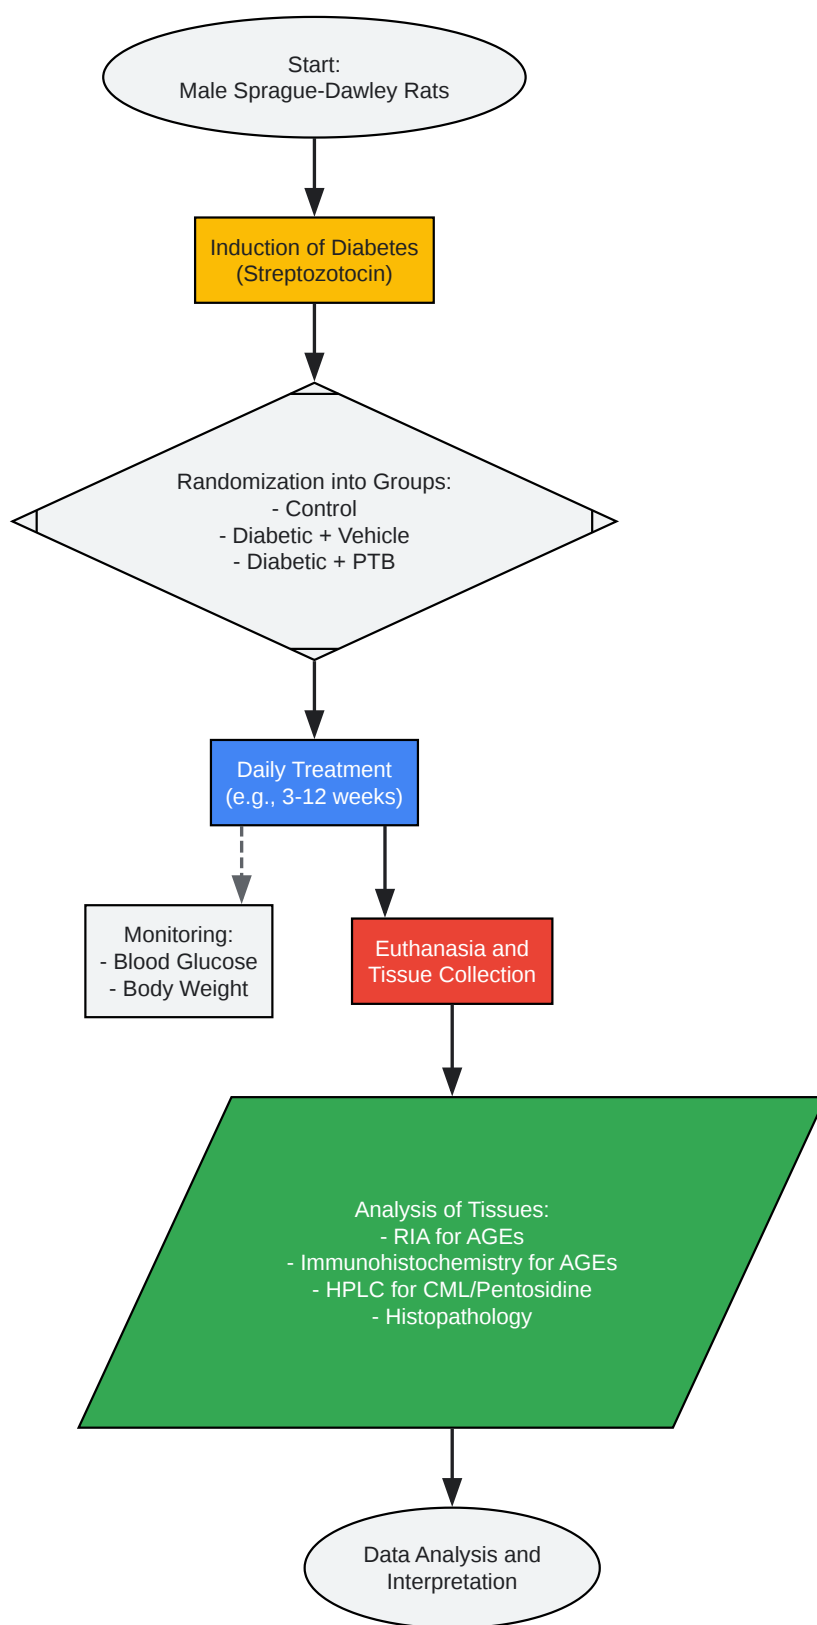 Start:
Male Sprague-Dawley Rats
Induction of Diabetes
(Streptozotocin)
Randomization into Groups:
- Control
- Diabetic + Vehicle
- Diabetic + PTB
Daily Treatment
(e.g., 3-12 weeks)
Monitoring:
- Blood Glucose
- Body Weight
Euthanasia and
Tissue Collection
Analysis of Tissues:
- RIA for AGEs
- Immunohistochemistry for AGEs
- HPLC for CML/Pentosidine
- Histopathology
Data Analysis and
Interpretation